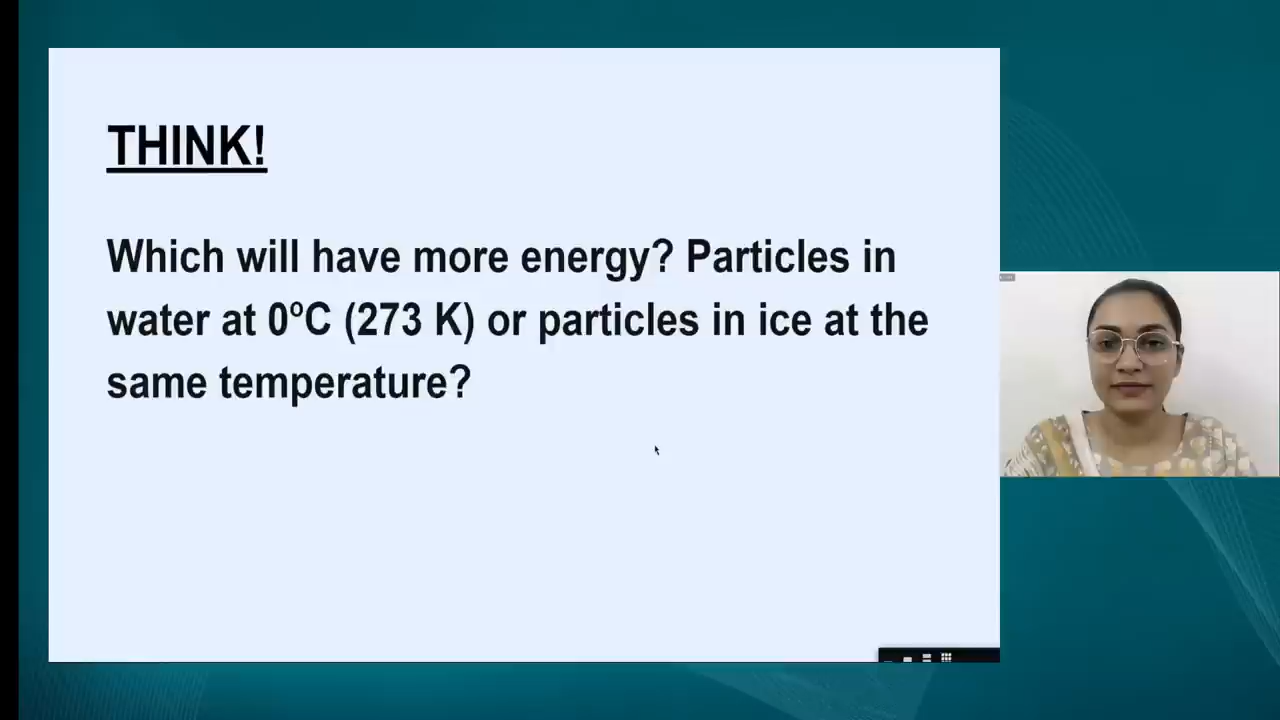 THINK!
Which will have more energy? Particles in
water at 0ºC (273 K) or particles in ice at the
same temperature?